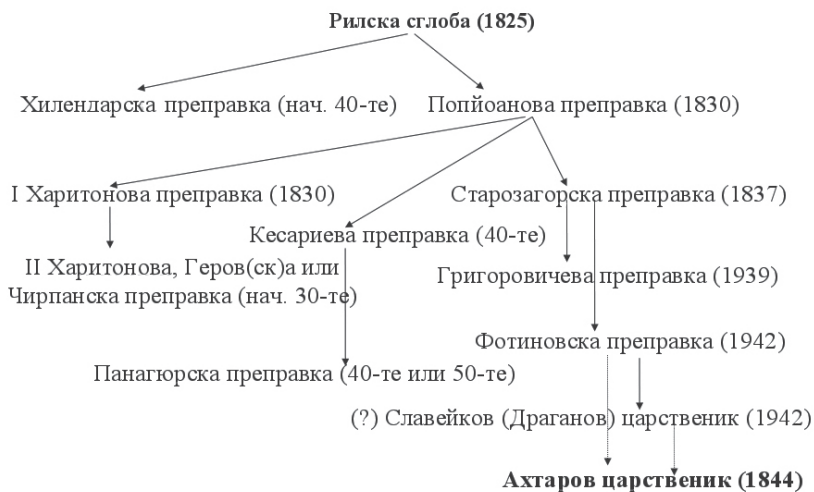 Рилска сглоба (1825)
Хилендарска преправка (нач. 40-те)
Попйоанова преправка (1830)
I Харитонова преправка (1830)
Старозагорска преправка (1837)
Кесариева преправка (40-те)
II Харитонова, Геров(ск)а или
Чирпанска преправка (нач. 30-те)
Григоровичева преправка (1939)
Фотиновска преправка (1942)
Панагюрска преправка (40-те или 50-те)
(?) Славейков (Драганов) царственик (1942)
Ахтаров царственик (1844)